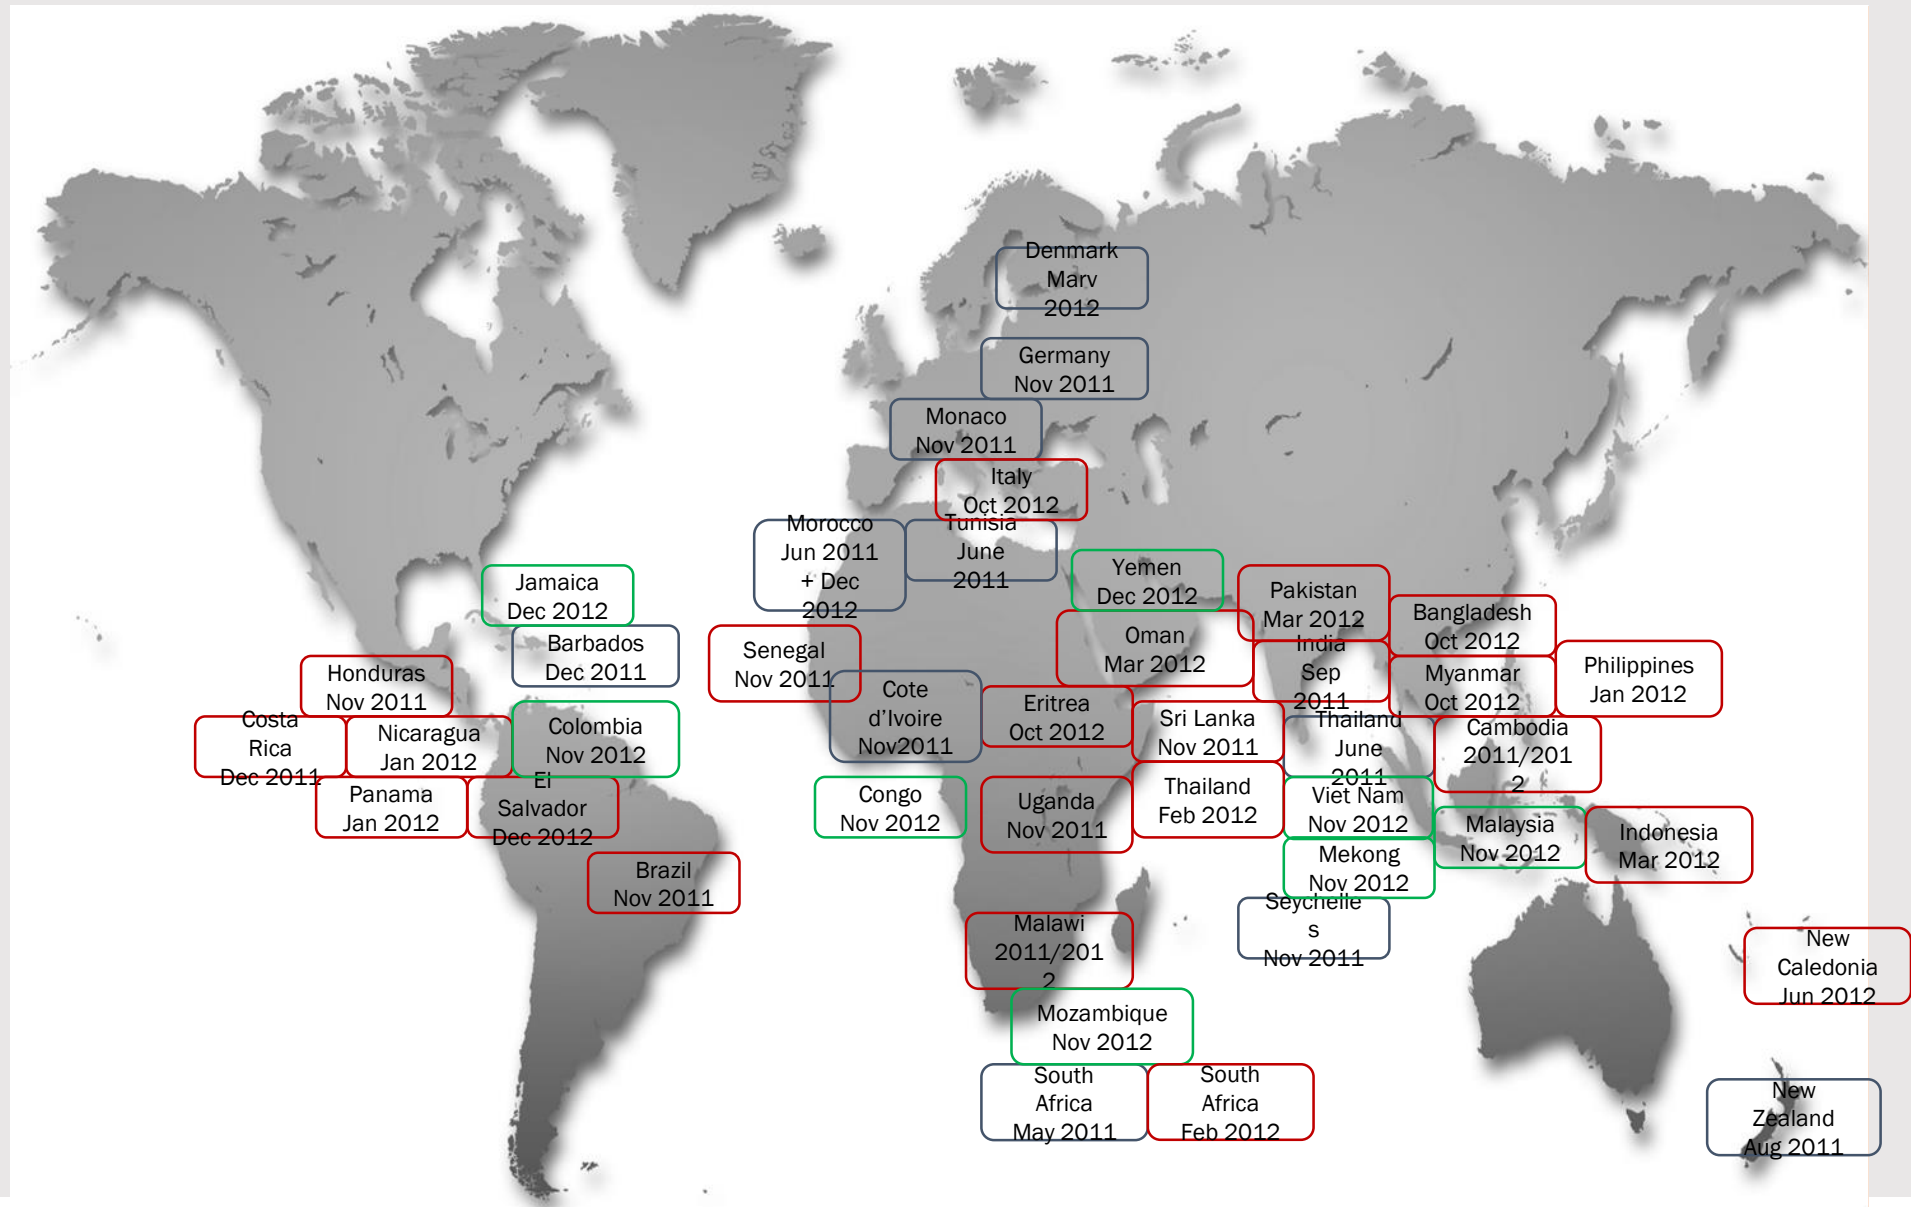 Denmark
Marv
2012
Germany
Nov 2011
Monaco
Nov 2011
Italy
Oct 2012
Morocco
Jun 2011
+ Dec
2012
Tunisia
June
2011
Yemen
Dec 2012
Pakistan
Mar 2012
Bangladesh
Oct 2012
Jamaica
Dec 2012
Barbados
Dec 2011
Senegal
Nov 2011
Oman
Mar 2012
India
Sep
2011
Myanmar
Oct 2012
Philippines
Jan 2012
Honduras
Nov 2011
Costa
Rica
Dec 2011
Nicaragua
Jan 2012
Colombia
Nov 2012
Cote
d'Ivoire
Nov2011
Eritrea
Oct 2012
Sri Lanka
Nov 2011
Thailand
June
2011
Cambodia
2011/201
2
Panama
Jan 2012
El
Salvador
Dec 2012
Congo
Nov 2012
Uganda
Nov 2011
Thailand
Feb 2012
Viet Nam
Nov 2012
Malaysia
Nov 2012
Indonesia
Mar 2012
Brazil
Nov 2011
Mekong
Nov 2012
Seychelle
s
Nov 2011
Malawi
2011/201
2
New
Caledonia
Jun 2012
Mozambique
Nov 2012
South
Africa
May 2011
South
Africa
Feb 2012
New
Zealand
Aug 2011